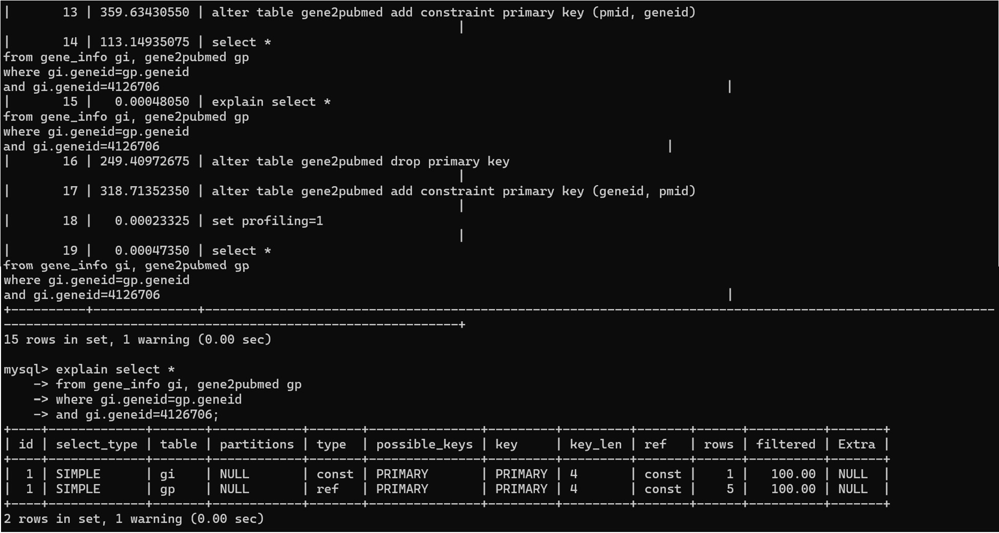 |       13 | 359.63430550 | alter table gene2pubmed add constraint primary key (pmid, geneid)
                                                             |
|       14 | 113.14935075 | select *
from gene_info gi, gene2pubmed gp
where gi.geneid=gp.geneid
and gi.geneid=4126706                                                                            |
|       15 |   0.00048050 | explain select *
from gene_info gi, gene2pubmed gp
where gi.geneid=gp.geneid
and gi.geneid=4126706                                                                    |
|       16 | 249.40972675 | alter table gene2pubmed drop primary key
                                                             |
|       17 | 318.71352350 | alter table gene2pubmed add constraint primary key (geneid, pmid)
                                                             |
|       18 |   0.00023325 | set profiling=1
                                                             |
|       19 |   0.00047350 | select *
from gene_info gi, gene2pubmed gp
where gi.geneid=gp.geneid
and gi.geneid=4126706                                                                            |
+----------+--------------+----------------------------------------------------------------------------------------------------------
-------------------------------------------------------------+
15 rows in set, 1 warning (0.00 sec)

mysql> explain select *
    -> from gene_info gi, gene2pubmed gp
    -> where gi.geneid=gp.geneid
    -> and gi.geneid=4126706;
+----+-------------+-------+------------+-------+---------------+---------+---------+-------+------+----------+-------+
| id | select_type | table | partitions | type  | possible_keys | key     | key_len | ref   | rows | filtered | Extra |
+----+-------------+-------+------------+-------+---------------+---------+---------+-------+------+----------+-------+
|  1 | SIMPLE      | gi    | NULL       | const | PRIMARY       | PRIMARY | 4       | const |    1 |   100.00 | NULL  |
|  1 | SIMPLE      | gp    | NULL       | ref   | PRIMARY       | PRIMARY | 4       | const |    5 |   100.00 | NULL  |
+----+-------------+-------+------------+-------+---------------+---------+---------+-------+------+----------+-------+
2 rows in set, 1 warning (0.00 sec)